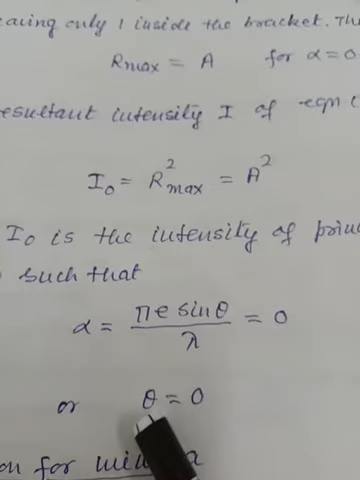 only 1 inside the bracket. The
Rmax = A for α = 0
resultant intensity I of eqn (
I₀ = R²max = A²
I₀ is the intensity of
such that
α = πe sinθ / λ = 0
or θ = 0
for